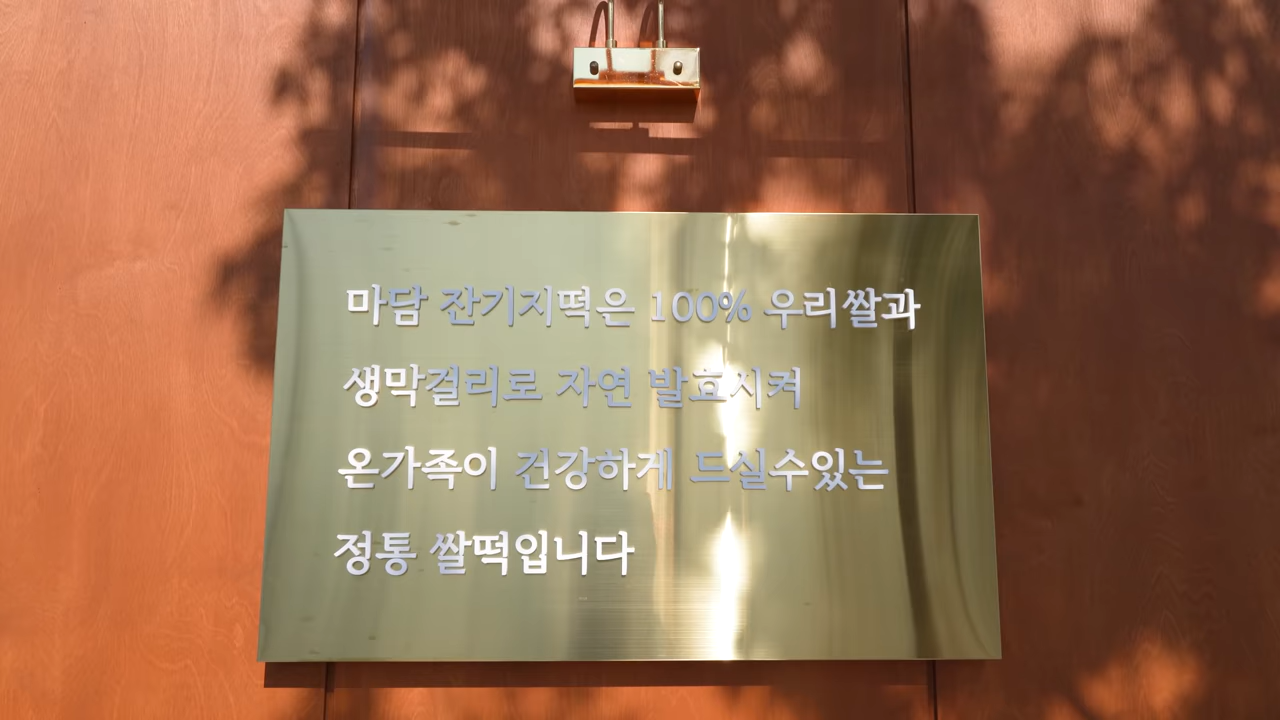 마담 잔기지떡은 100% 우리쌀과
생막걸리로 자연 발효시켜
온가족이 건강하게 드실수있는
정통 쌀떡입니다